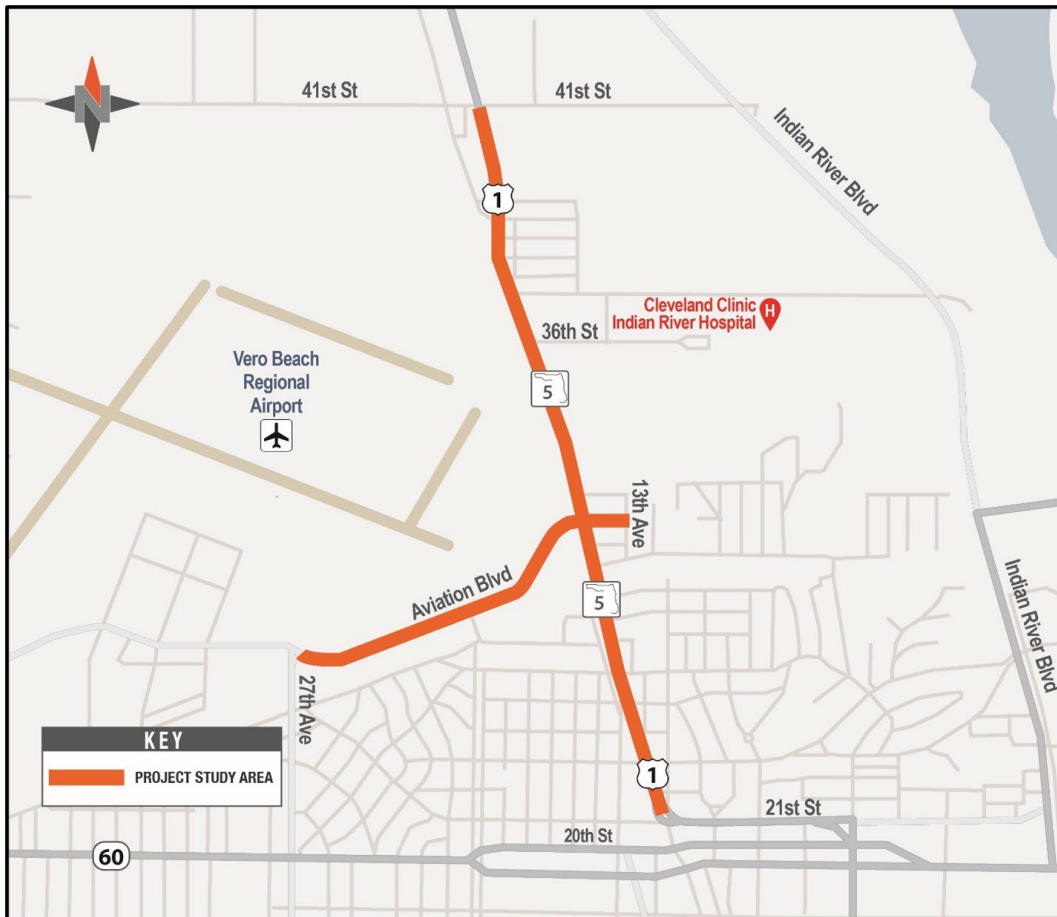 41st St
41st St
N
Indian River Blvd
1
Cleveland Clinic
Indian River Hospital
H
36th St
Vero Beach
Regional
Airport
5
13th Ave
Aviation Blvd
5
Indian River Blvd
27th Ave
KEY
PROJECT STUDY AREA
1
21st St
20th St
60